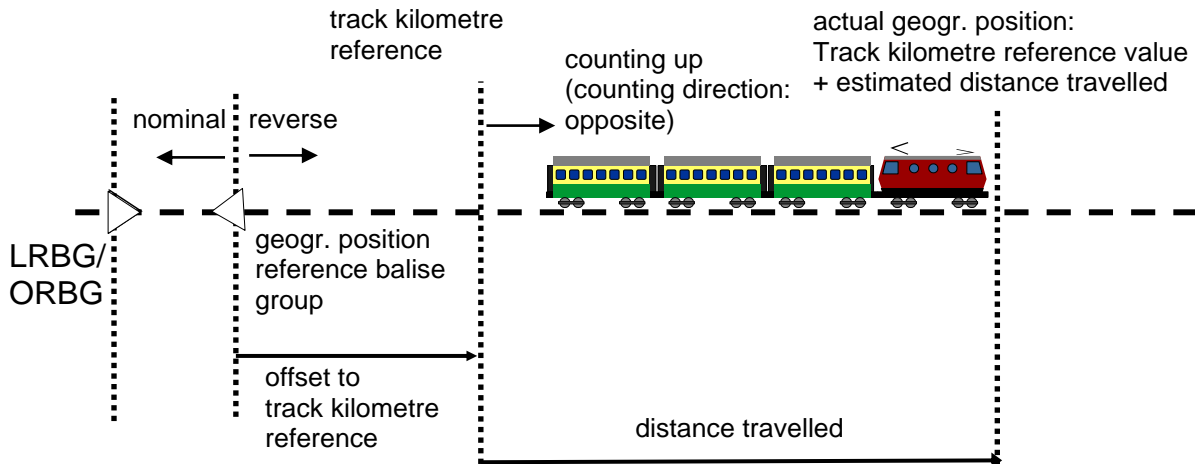 track kilometre
reference
actual geogr. position:
Track kilometre reference value
+ estimated distance travelled
counting up
(counting direction:
opposite)
nominal
reverse
LRBG/
ORBG
geogr. position
reference balise
group
offset to
track kilometre
reference
distance travelled